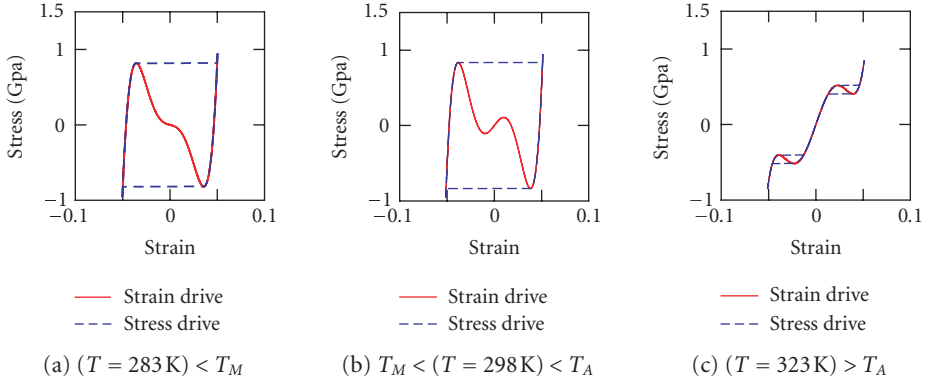 1.5
1
0
−1
Stress (Gpa)
−0.1
0
0.1
Strain
Strain drive
Stress drive
(a) (T = 283 K) < T_M
1.5
1
0
−1
Stress (Gpa)
−0.1
0
0.1
Strain
Strain drive
Stress drive
(b) T_M < (T = 298 K) < T_A
1.5
1
0
−1
Stress (Gpa)
−0.1
0
0.1
Strain
Strain drive
Stress drive
(c) (T = 323 K) > T_A